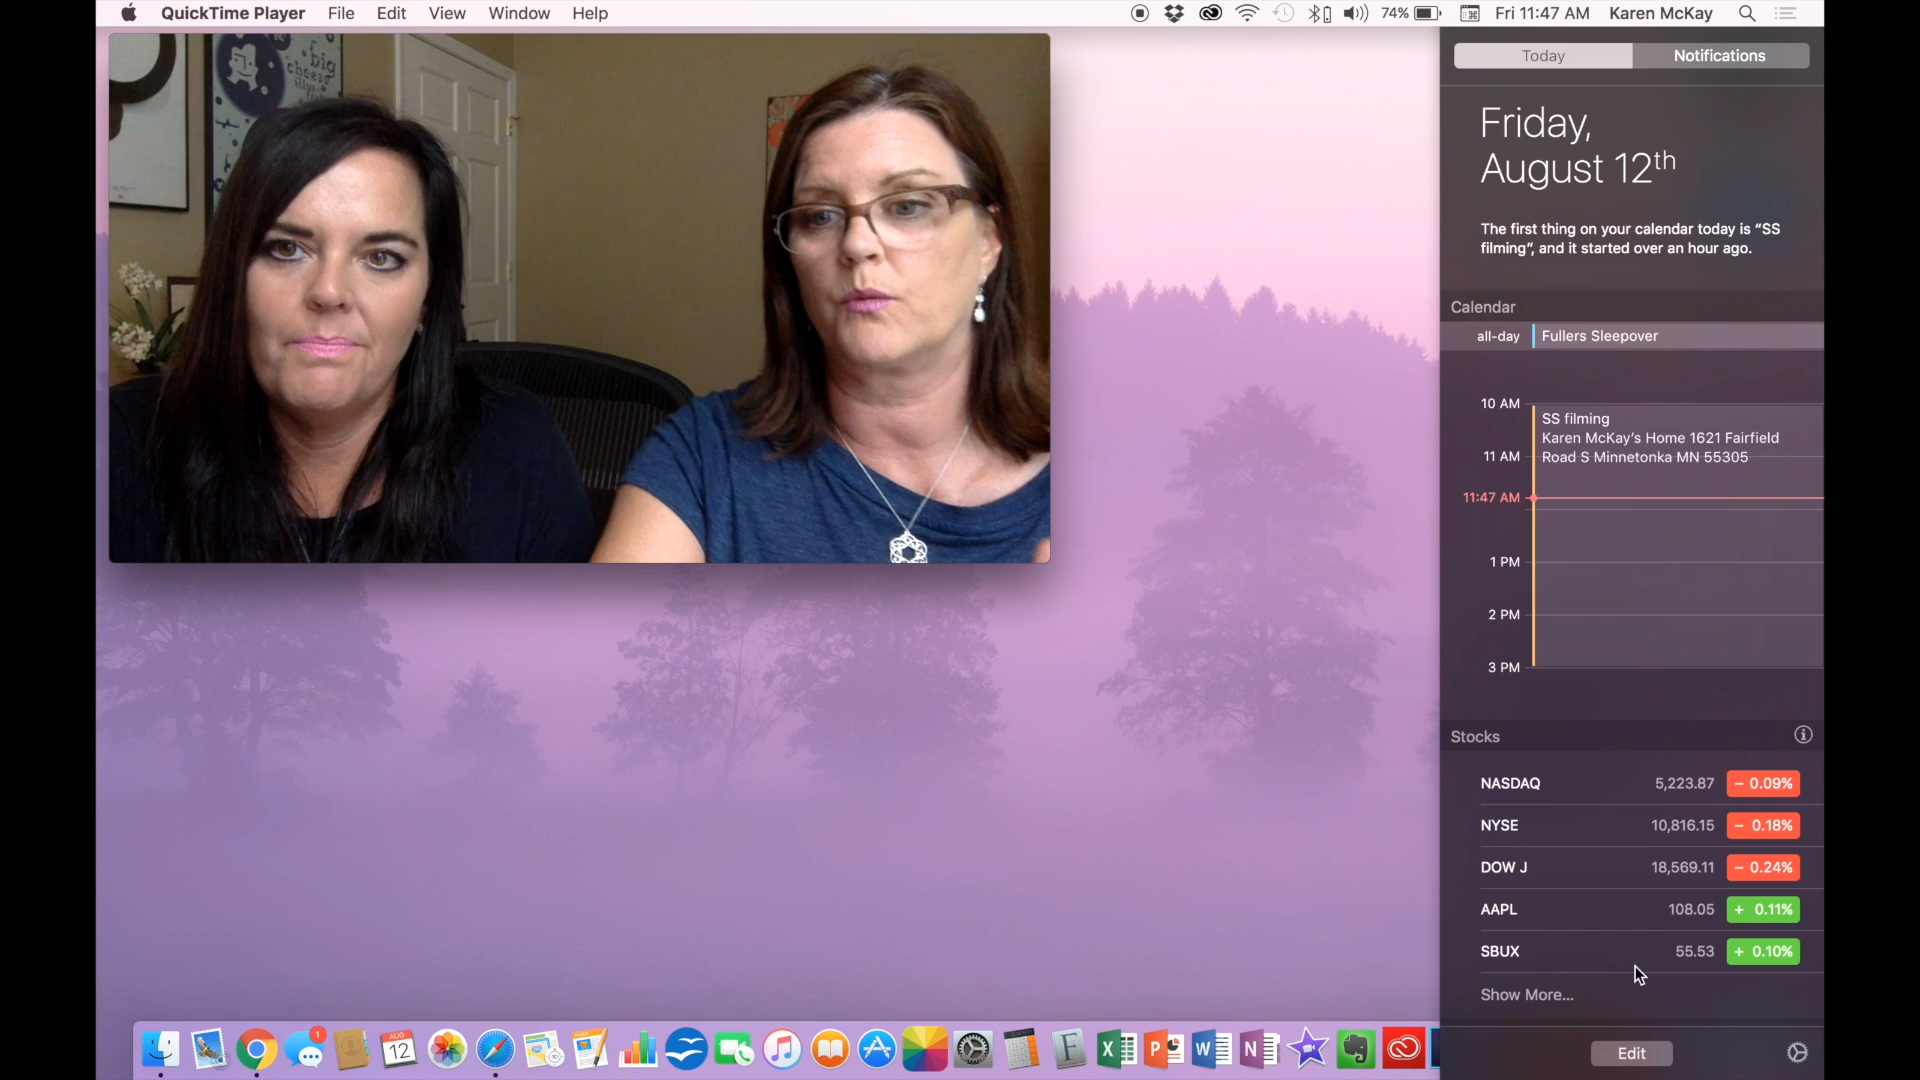 QuickTime Player File Edit View Window Help 74% Fri 11:47 AM Karen McKay
Today Notifications
big
cheese
Friday,
August 12th
The first thing on your calendar today is “SS
filming”, and it started over an hour ago.
Calendar
all-day Fullers Sleepover
10 AM
SS filming
Karen McKay’s Home 1621 Fairfield
11 AM Road S Minnetonka MN 55305
11:47 AM
1 PM
2 PM
3 PM
Stocks
NASDAQ 5,223.87 – 0.09%
NYSE 10,816.15 – 0.18%
DOW J 18,569.11 – 0.24%
AAPL 108.05 + 0.11%
SBUX 55.53 + 0.10%
Show More...
1
AUG
12
Edit